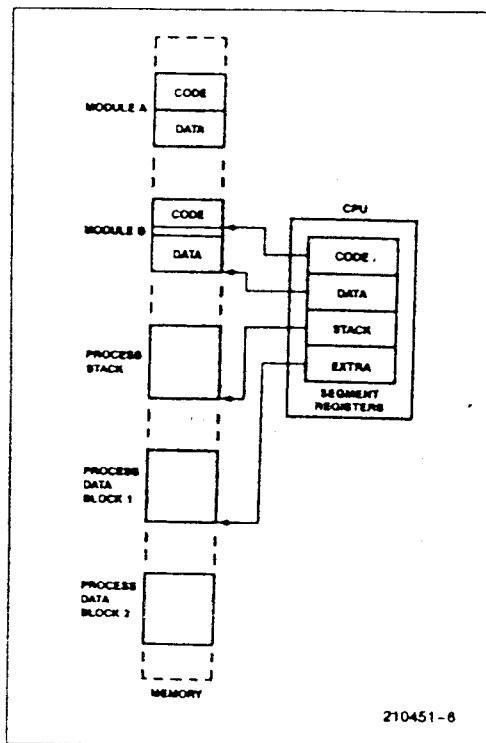 CODE
MODULE A
DATA
CODE
MODULE B
DATA
CPU
CODE
DATA
STACK
EXTRA
SEGMENT
REGISTERS
PROCESS
STACK
PROCESS
DATA
BLOCK 1
PROCESS
DATA
BLOCK 2
MEMORY
210451-6